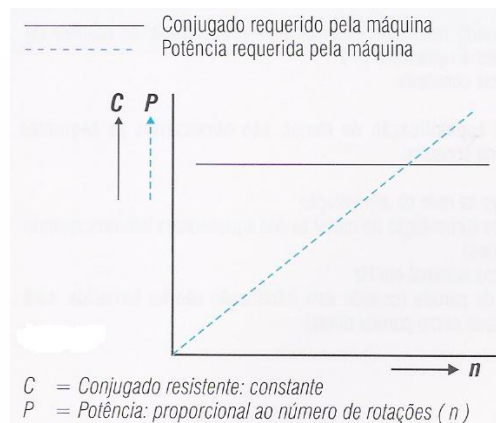 Conjugado requerido pela máquina
Potência requerida pela máquina
C P
n
C = Conjugado resistente: constante
P = Potência: proporcional ao número de rotações ( n )